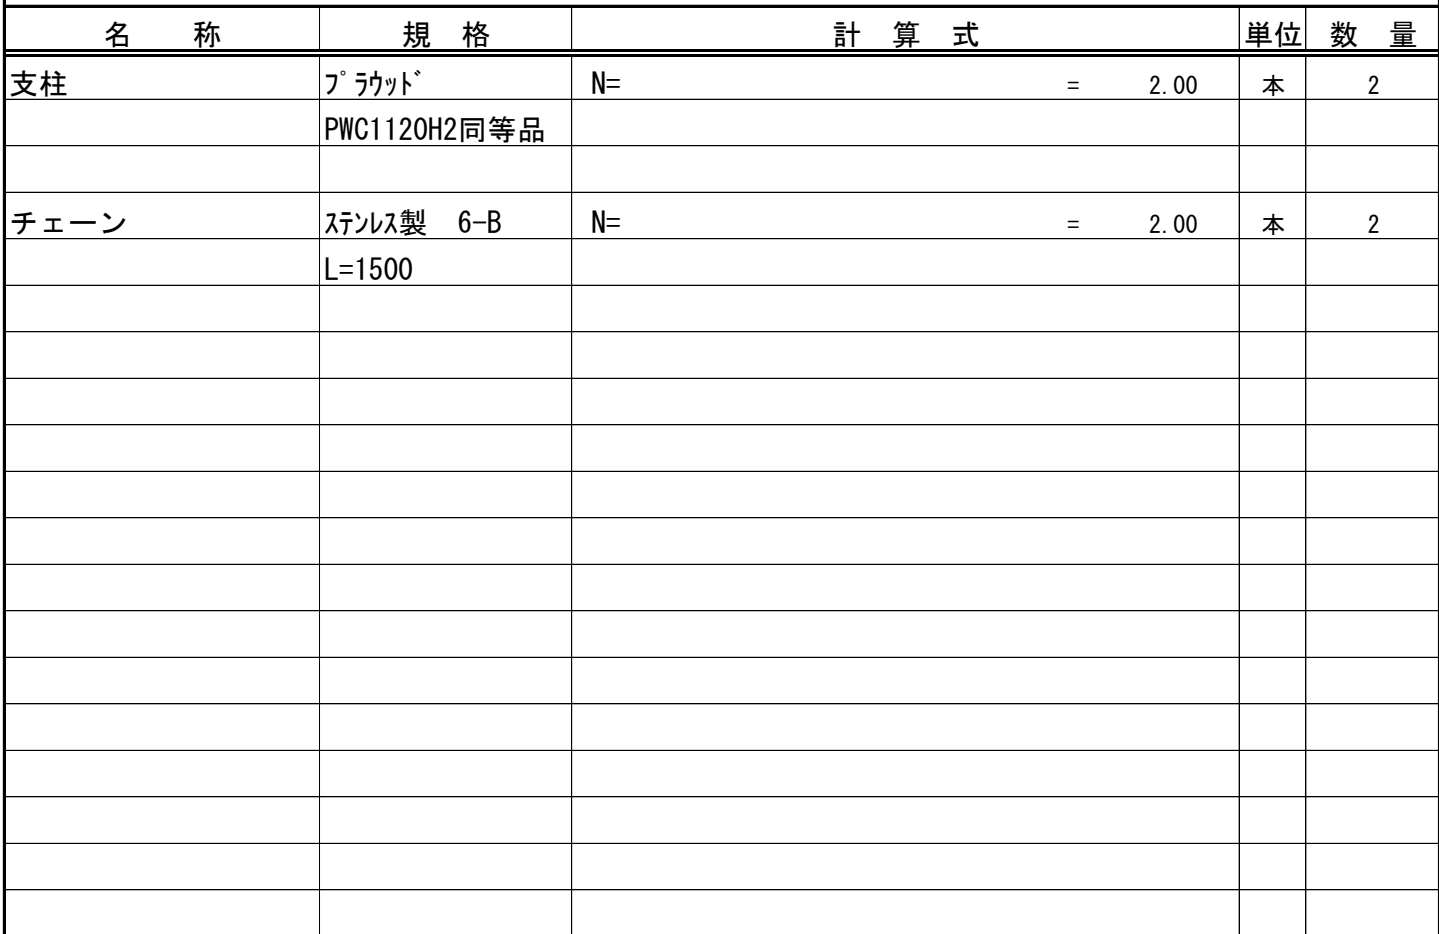 名　称 規　格 計　算　式 単位 数　量
支柱 ﾌﾟﾗｳｯﾄﾞ N= = 2.00 本 2
PWC1120H2同等品
チェーン ｽﾃﾝﾚｽ製　6-B N= = 2.00 本 2
L=1500